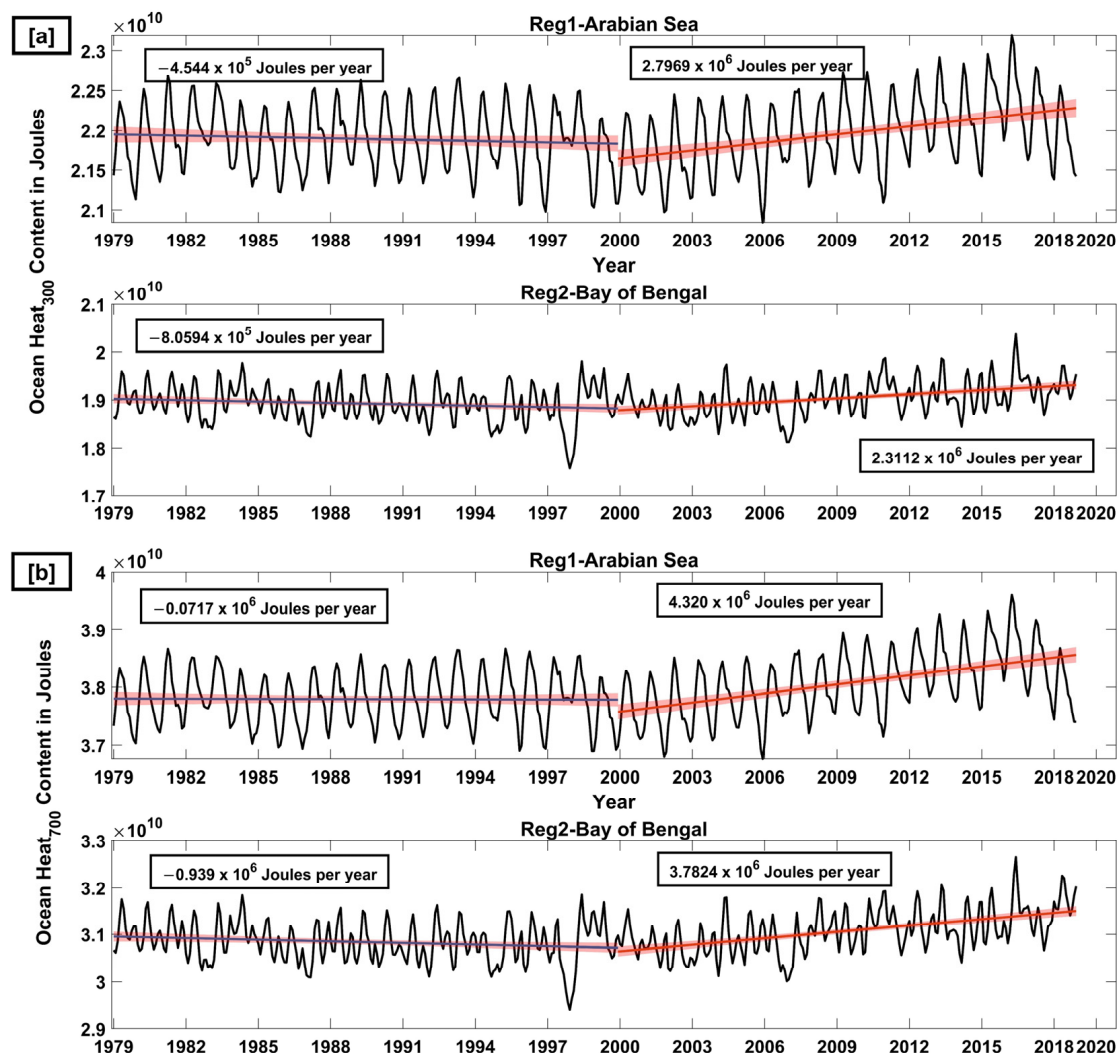 [a]
×10^10
Reg1-Arabian Sea
−4.544 x 10^5 Joules per year
2.7969 x 10^6 Joules per year
2.3
2.25
2.2
2.15
2.1
1979 1982 1985 1988 1991 1994 1997 2000 2003 2006 2009 2012 2015 2018 2020
Year
Ocean Heat_300 Content in Joules
×10^10
Reg2-Bay of Bengal
−8.0594 x 10^5 Joules per year
2.3112 x 10^6 Joules per year
2.1
2
1.9
1.8
1.7
1979 1982 1985 1988 1991 1994 1997 2000 2003 2006 2009 2012 2015 2018 2020
[b]
×10^10
Reg1-Arabian Sea
−0.0717 x 10^6 Joules per year
4.320 x 10^6 Joules per year
4
3.9
3.8
3.7
1979 1982 1985 1988 1991 1994 1997 2000 2003 2006 2009 2012 2015 2018 2020
Year
Ocean Heat_700 Content in Joules
×10^10
Reg2-Bay of Bengal
−0.939 x 10^6 Joules per year
3.7824 x 10^6 Joules per year
3.3
3.2
3.1
3
2.9
1979 1982 1985 1988 1991 1994 1997 2000 2003 2006 2009 2012 2015 2018 2020